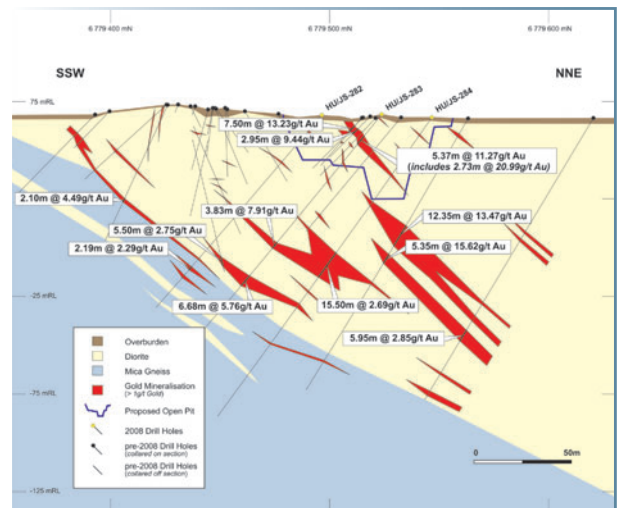 6 779 400 mN
6 779 500 mN
6 779 600 mN
SSW
NNE
HU/JS-282
HU/JS-283
HU/JS-284
75 mRL
7.50m @ 13.23g/t Au
2.95m @ 9.44g/t Au
5.37m @ 11.27g/t Au
(includes 2.73m @ 20.99g/t Au)
2.10m @ 4.49g/t Au
3.83m @ 7.91g/t Au
12.35m @ 13.47g/t Au
5.50m @ 2.75g/t Au
5.35m @ 15.62g/t Au
2.19m @ 2.29g/t Au
-25 mRL
6.68m @ 5.76g/t Au
15.50m @ 2.69g/t Au
5.95m @ 2.85g/t Au
Overburden
Diorite
Mica Gneiss
Gold Mineralisation
(> 1g/t Gold)
Proposed Open Pit
2008 Drill Holes
pre-2008 Drill Holes
(collared on section)
pre-2008 Drill Holes
(collared off section)
-75 mRL
0
50m
-125 mRL